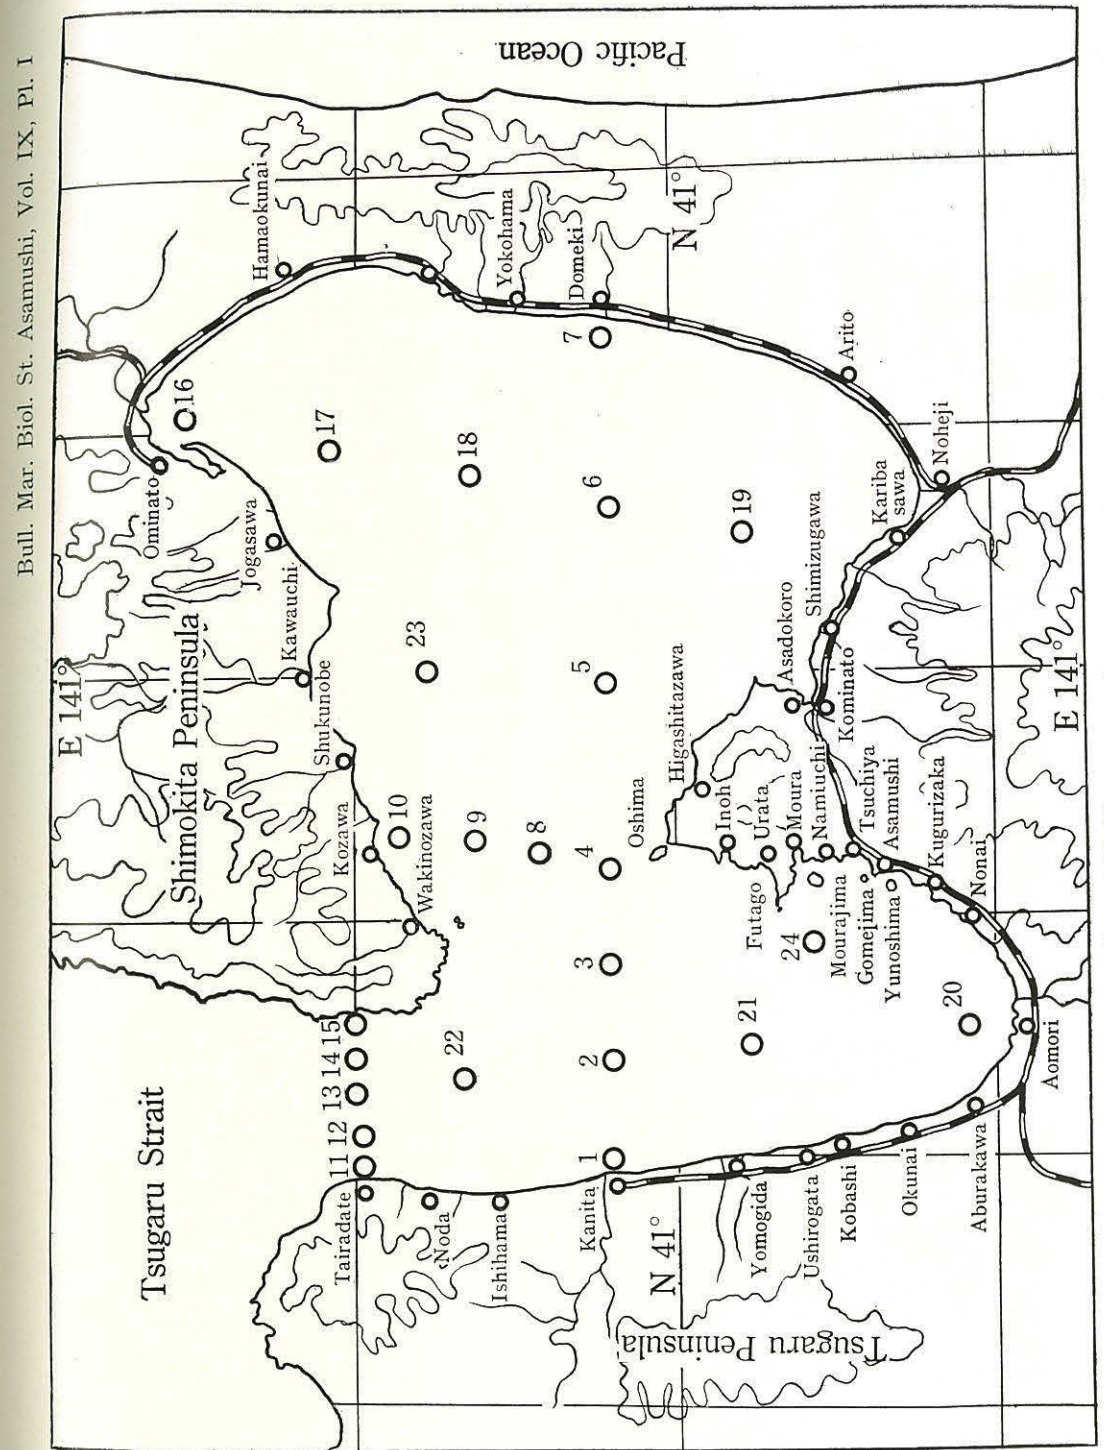 Bull. Mar. Biol. St. Asamushi, Vol. IX, Pl. I
Tsugaru Strait
Shimokita Peninsula
Pacific Ocean
Tsugaru Peninsula
E 141°
E 141°
N 41°
N 41°
Ominato
Jogasawa
Kawauchi
Shukunobe
Kozawa
Wakinozawa
Hamaokunai
Yokohama
Domeki
Arito
Noheji
Kariba
sawa
Shimizugawa
Asadokoro
Kominato
Higashitazawa
Oshima
Inoh
Urata
Moura
Namiuchi
Tsuchiya
Asamushi
Kugurizaka
Nonai
Futago
Mourajima
Gomejima
Yunoshima
Aomori
Aburakawa
Okunai
Kobashi
Ushirogata
Yomogida
Kanita
Ishihama
Noda
Tairadate
1
2
3
4
5
6
7
8
9
10
11
12
13
14
15
16
17
18
19
20
21
22
23
24